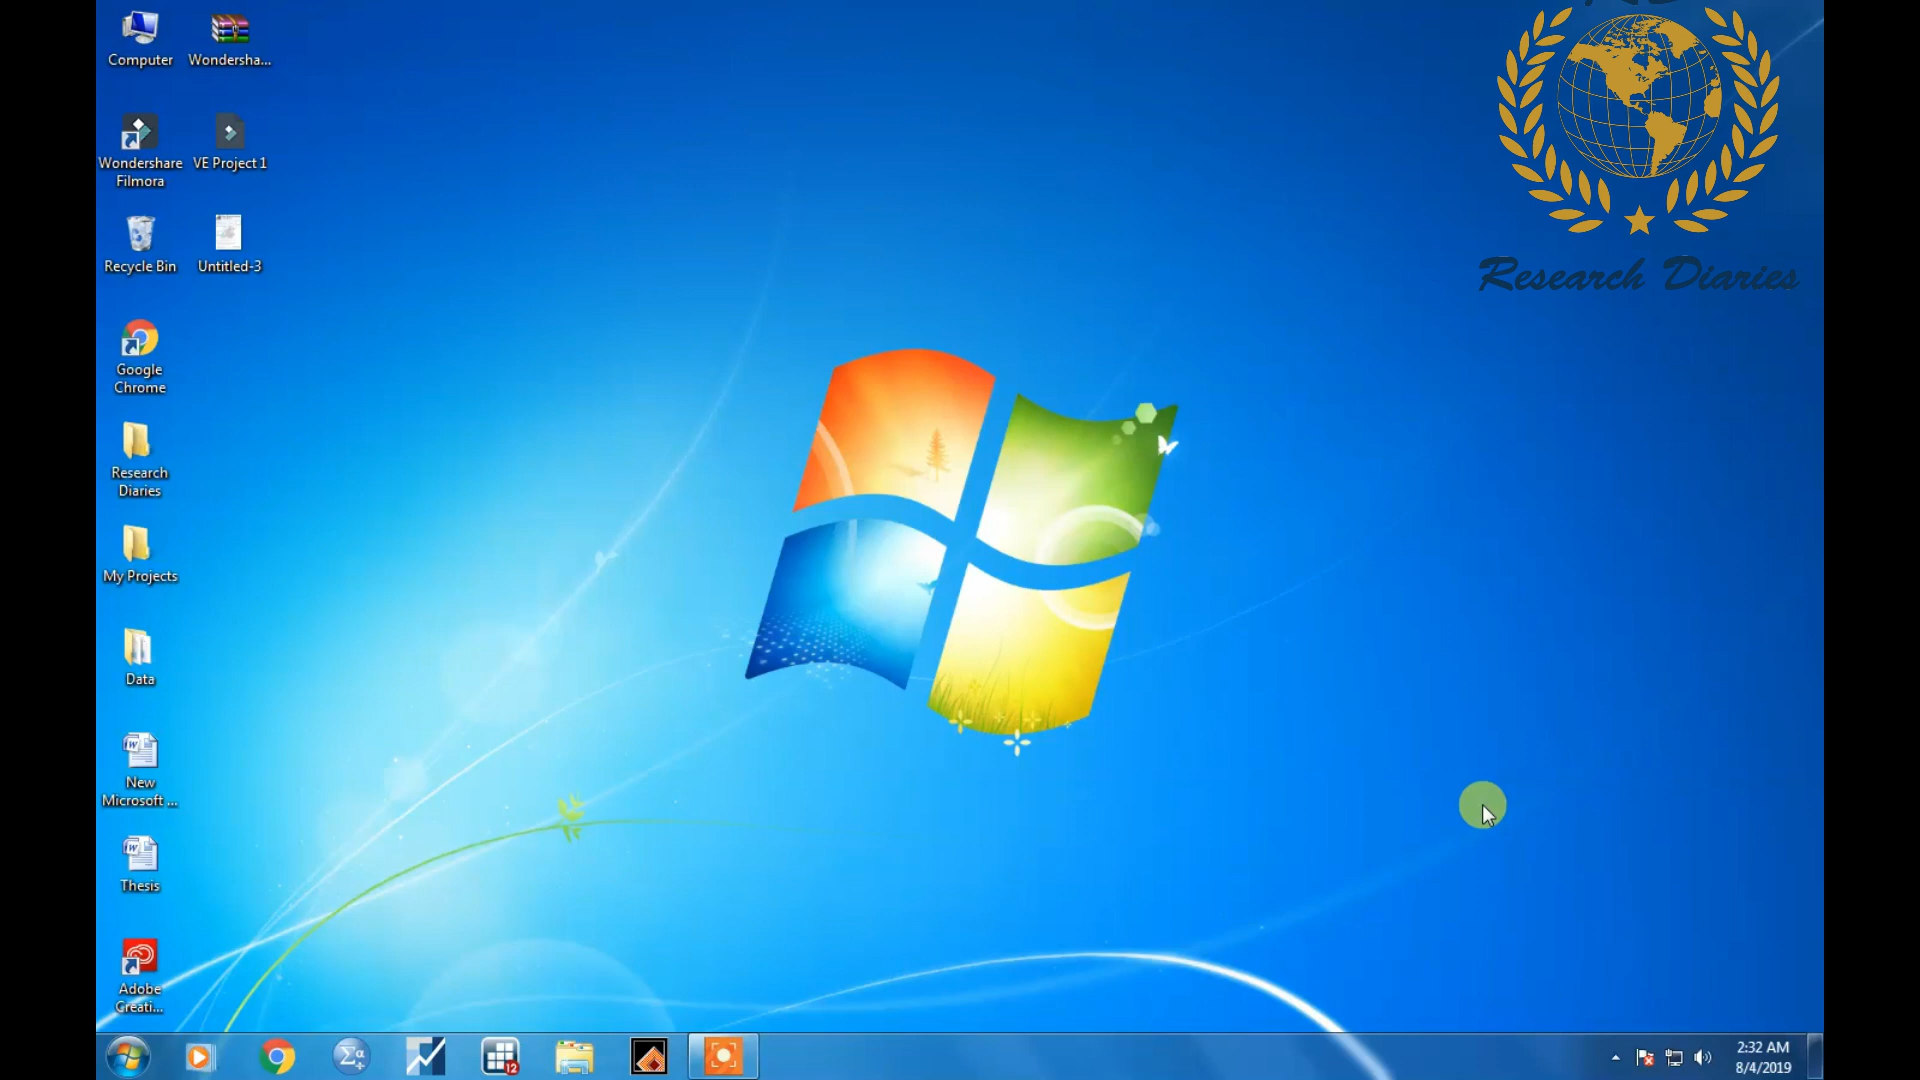 Computer
Wondersha...
Wondershare
Filmora
VE Project 1
Recycle Bin
Untitled-3
Google
Chrome
Research
Diaries
My Projects
Data
New
Microsoft ...
Thesis
Adobe
Creati...
Research Diaries
12
2:32 AM
8/4/2019